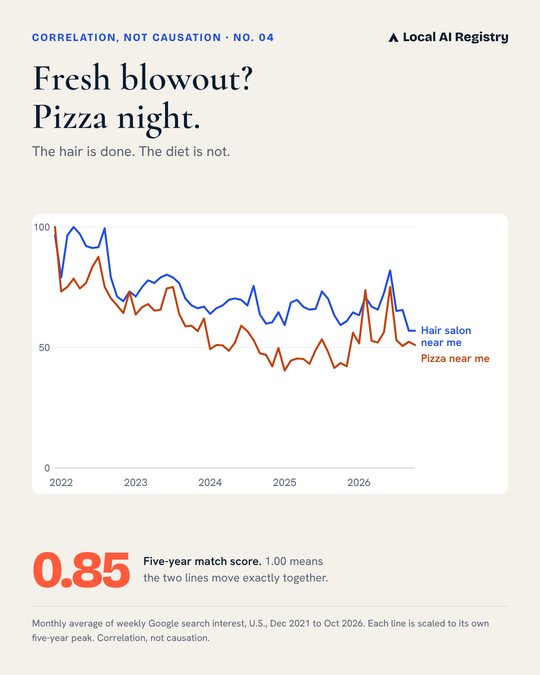 CORRELATION, NOT CAUSATION · NO. 04
Local AI Registry
Fresh blowout?
Pizza night.
The hair is done. The diet is not.
100
50
0
Hair salon
near me
Pizza near me
2022 2023 2024 2025 2026
0.85
Five-year match score. 1.00 means
the two lines move exactly together.
Monthly average of weekly Google search interest, U.S., Dec 2021 to Oct 2026. Each line is scaled to its own
five-year peak. Correlation, not causation.